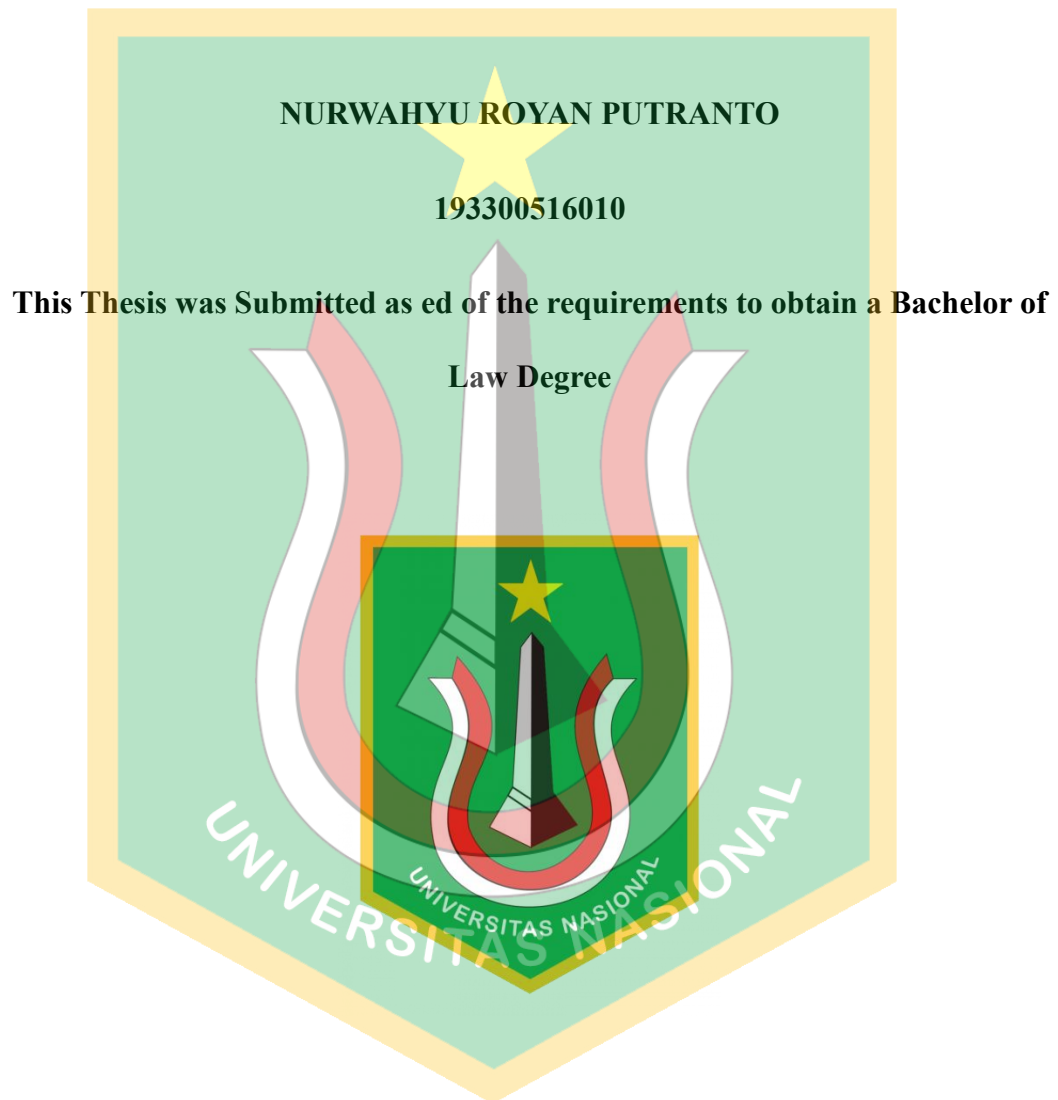 NURWAHYU ROYAN PUTRANTO
193300516010
This Thesis was Submitted as ed of the requirements to obtain a Bachelor of
Law Degree
UNIVERSITAS NASIONAL
UNIVERSITAS NASIONAL